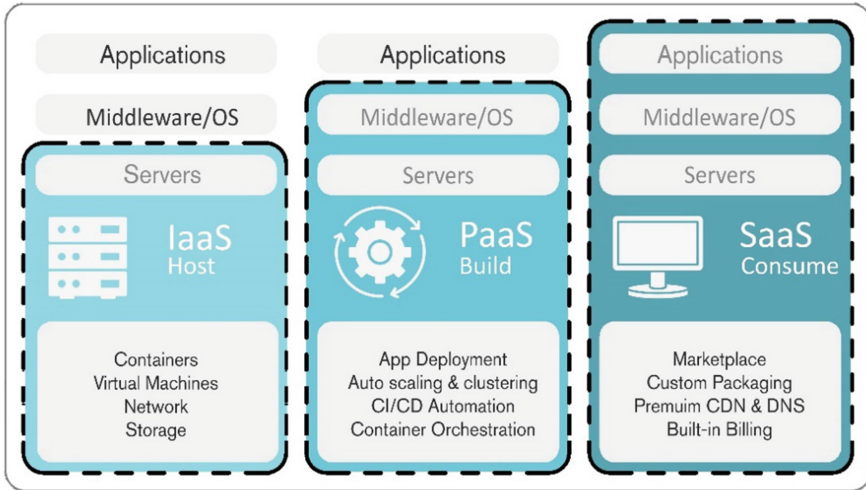 Applications
Middleware/OS
Servers
IaaS
Host
Containers
Virtual Machines
Network
Storage
Applications
Middleware/OS
Servers
PaaS
Build
App Deployment
Auto scaling & clustering
CI/CD Automation
Container Orchestration
Applications
Middleware/OS
Servers
SaaS
Consume
Marketplace
Custom Packaging
Premuim CDN & DNS
Built-in Billing